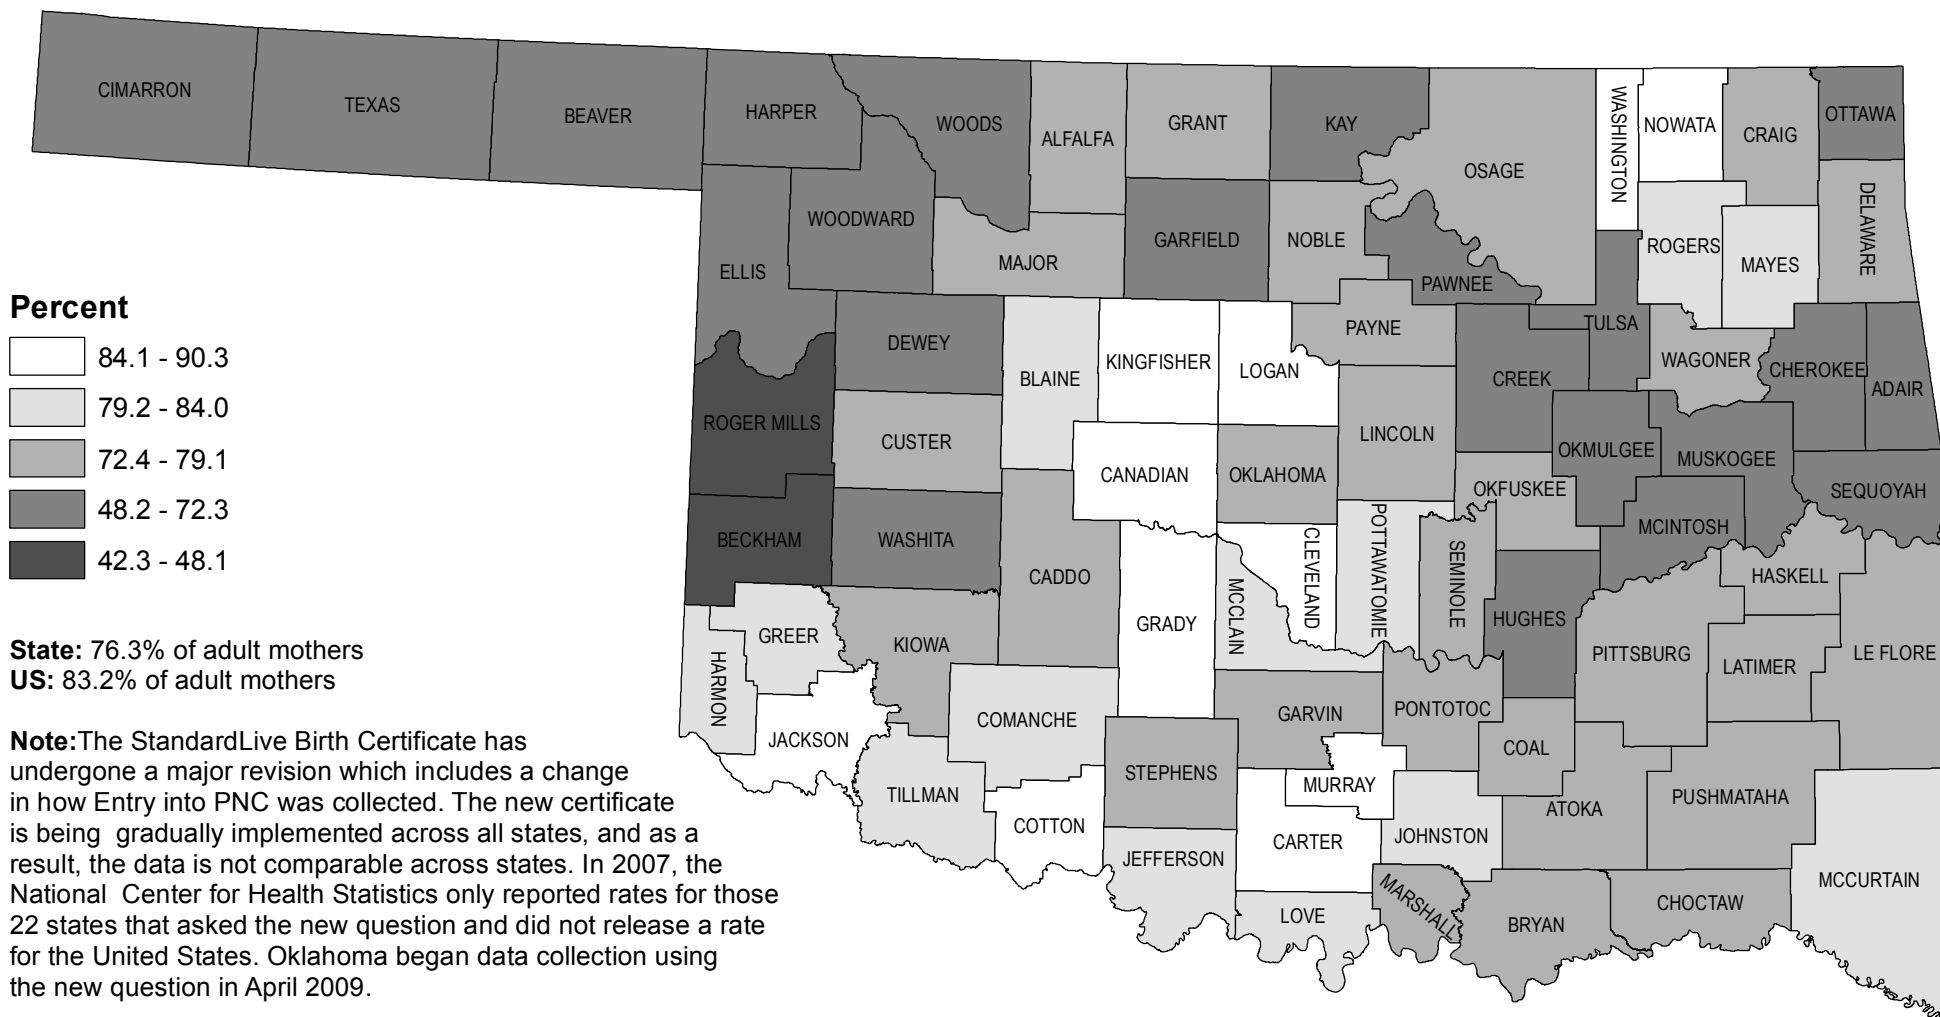 CIMARRON
TEXAS
BEAVER
HARPER
WOODS
ALFALFA
GRANT
KAY
OSAGE
WASHINGTON
NOWATA
CRAIG
OTTAWA
DELAWARE
WOODWARD
ELLIS
MAJOR
GARFIELD
NOBLE
PAWNEE
ROGERS
MAYES
DEWEY
BLAINE
KINGFISHER
LOGAN
PAYNE
CREEK
TULSA
WAGONER
CHEROKEE
ADAIR
ROGER MILLS
CUSTER
CANADIAN
OKLAHOMA
LINCOLN
OKMULGEE
MUSKOGEE
OKFUSKEE
SEQUOYAH
BECKHAM
WASHITA
CADDO
GRADY
MCCLAIN
CLEVELAND
POTTAWATOMIE
SEMINOLE
HUGHES
MCINTOSH
HASKELL
PITTSBURG
LATIMER
LE FLORE
HARMON
GREER
KIOWA
COMANCHE
JACKSON
TILLMAN
COTTON
STEPHENS
GARVIN
PONTOTOC
COAL
MURRAY
CARTER
JOHNSTON
ATOKA
PUSHMATAHA
JEFFERSON
LOVE
MARSHALL
BRYAN
CHOCTAW
MCCURTAIN
Percent
84.1 - 90.3
79.2 - 84.0
72.4 - 79.1
48.2 - 72.3
42.3 - 48.1
State: 76.3% of adult mothers
US: 83.2% of adult mothers
Note:The StandardLive Birth Certificate has
undergone a major revision which includes a change
in how Entry into PNC was collected. The new certificate
is being gradually implemented across all states, and as a
result, the data is not comparable across states. In 2007, the
National Center for Health Statistics only reported rates for those
22 states that asked the new question and did not release a rate
for the United States. Oklahoma began data collection using
the new question in April 2009.